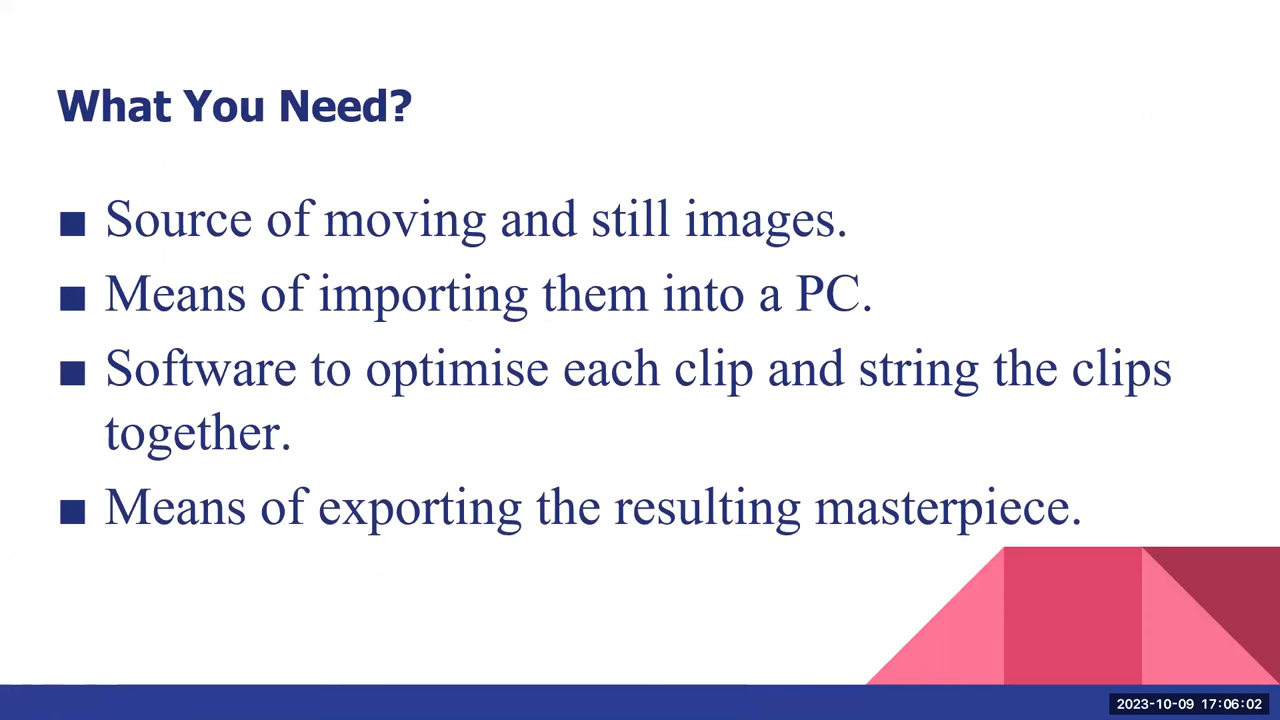 What You Need?
■ Source of moving and still images.
■ Means of importing them into a PC.
■ Software to optimise each clip and string the clips
together.
■ Means of exporting the resulting masterpiece.
2023-10-09 17:06:02